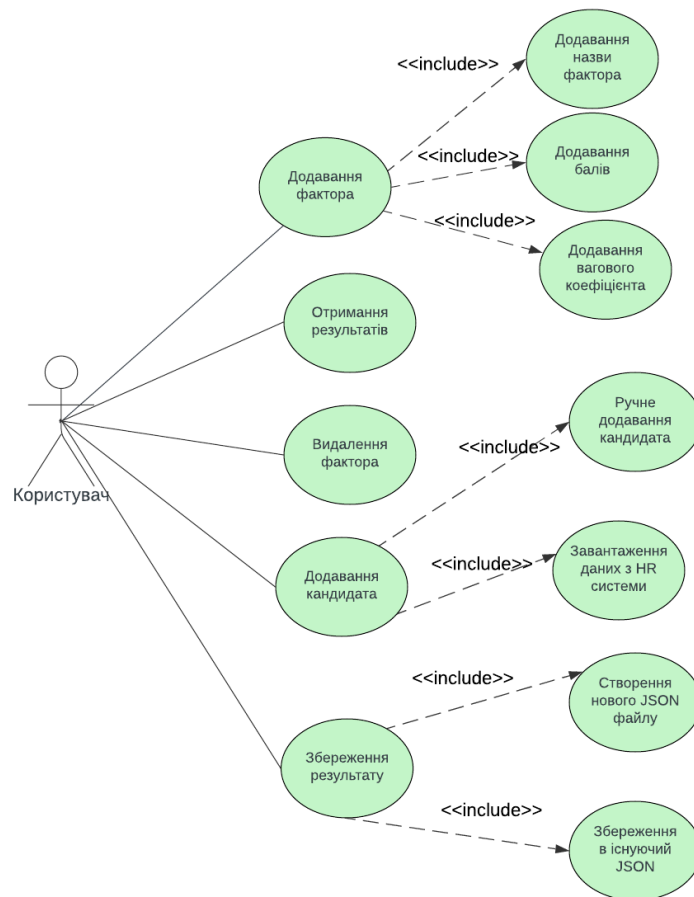 Додавання
назви
фактора
<<include>>
Додавання
фактора
<<include>>
Додавання
балів
<<include>>
Додавання
вагового
коефіцієнта
Отримання
результатів
Ручне
додавання
кандидата
Видалення
фактора
<<include>>
Користувач
Додавання
кандидата
<<include>>
Завантаження
даних з HR
системи
<<include>>
Створення
нового JSON
файлу
Збереження
результату
<<include>>
Збереження
в існуючий
JSON